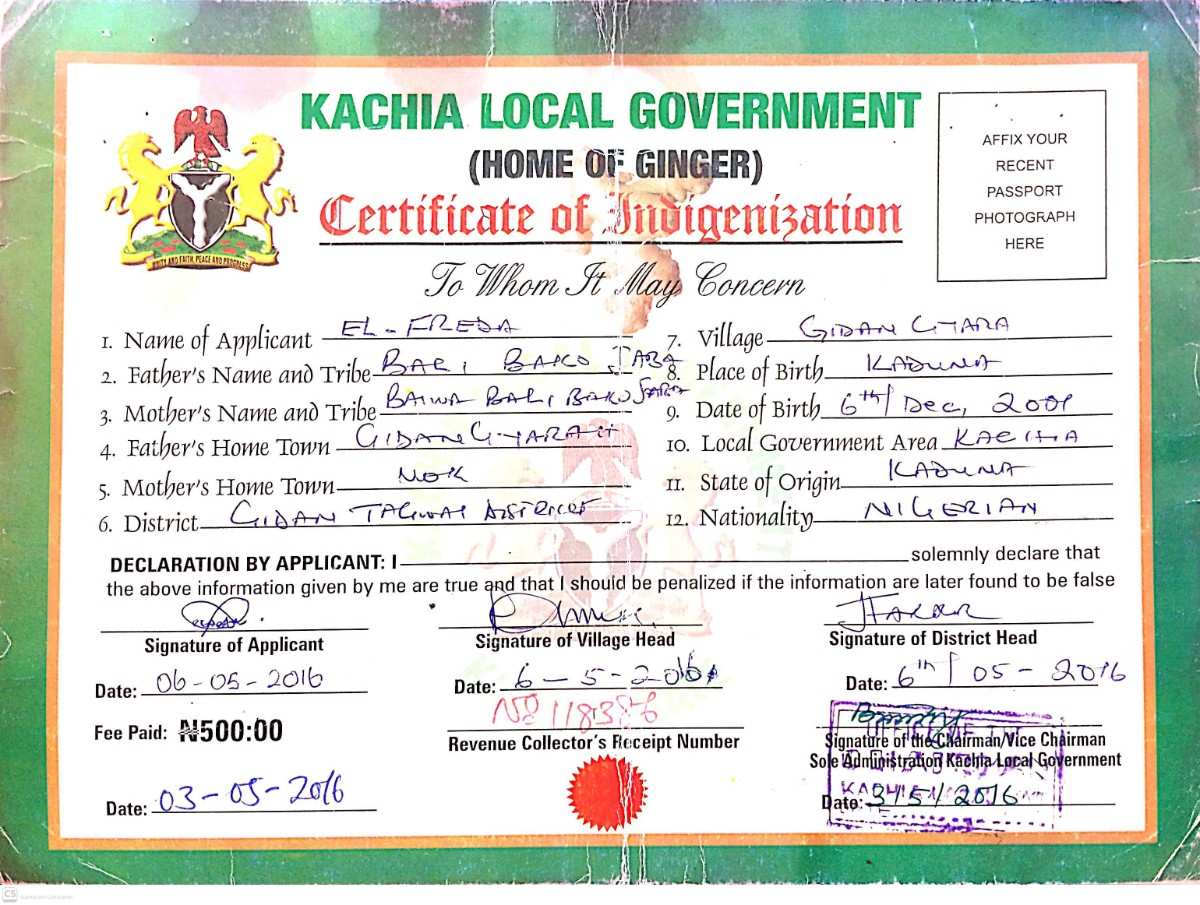 KACHIA LOCAL GOVERNMENT
(HOME OF GINGER)
Certificate of Indigenization
AFFIX YOUR
RECENT
PASSPORT
PHOTOGRAPH
HERE
UNITY AND FAITH, PEACE AND PROGRESS
To Whom It May Concern
1. Name of Applicant EL-FREDA
2. Father's Name and Tribe BARI BAKO JABA
3. Mother's Name and Tribe BAIWA BARI BAKO JABA
4. Father's Home Town GIDAN GYARA
5. Mother's Home Town NOK
6. District GIDAN TAGWAI DISTRICT
7. Village GIDAN GYARA
8. Place of Birth KADUNA
9. Date of Birth 6th Dec, 2001
10. Local Government Area KACHIA
11. State of Origin KADUNA
12. Nationality NIGERIAN
DECLARATION BY APPLICANT: I solemnly declare that
the above information given by me are true and that I should be penalized if the information are later found to be false
Signature of Applicant
Date: 06-05-2016
Signature of Village Head
Date: 6-5-2016
Signature of District Head
Date: 6th/05-2016
Fee Paid: ₦500:00
Date: 03-05-2016
No 118386
Revenue Collector's Receipt Number
Signature of the Chairman/Vice Chairman
Sole Administration Kachia Local Government
Date: 3/5/2016
CS